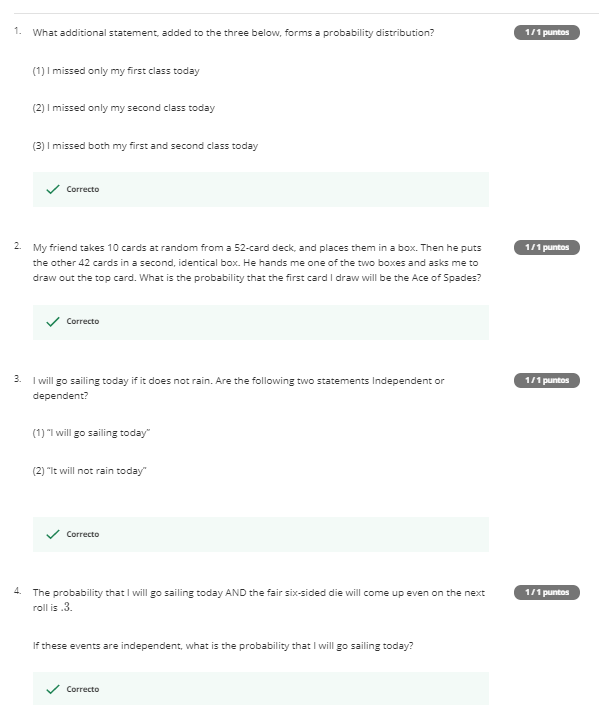 1. What additional statement, added to the three below, forms a probability distribution?
1 / 1 puntos
(1) I missed only my first class today
(2) I missed only my second class today
(3) I missed both my first and second class today
Correcto
2. My friend takes 10 cards at random from a 52-card deck, and places them in a box. Then he puts
1 / 1 puntos
the other 42 cards in a second, identical box. He hands me one of the two boxes and asks me to
draw out the top card. What is the probability that the first card I draw will be the Ace of Spades?
Correcto
3. I will go sailing today if it does not rain. Are the following two statements Independent or
1 / 1 puntos
dependent?
(1) "I will go sailing today"
(2) "It will not rain today"
Correcto
4. The probability that I will go sailing today AND the fair six-sided die will come up even on the next
1 / 1 puntos
roll is .3.
If these events are independent, what is the probability that I will go sailing today?
Correcto